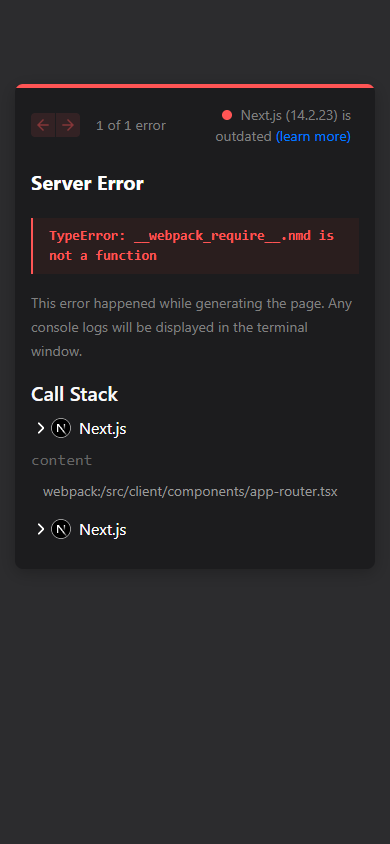 1 of 1 error
Next.js (14.2.23) is
outdated (learn more)
Server Error
TypeError: __webpack_require__.nmd is
not a function
This error happened while generating the page. Any
console logs will be displayed in the terminal
window.
Call Stack
N Next.js
content
webpack:/src/client/components/app-router.tsx
N Next.js